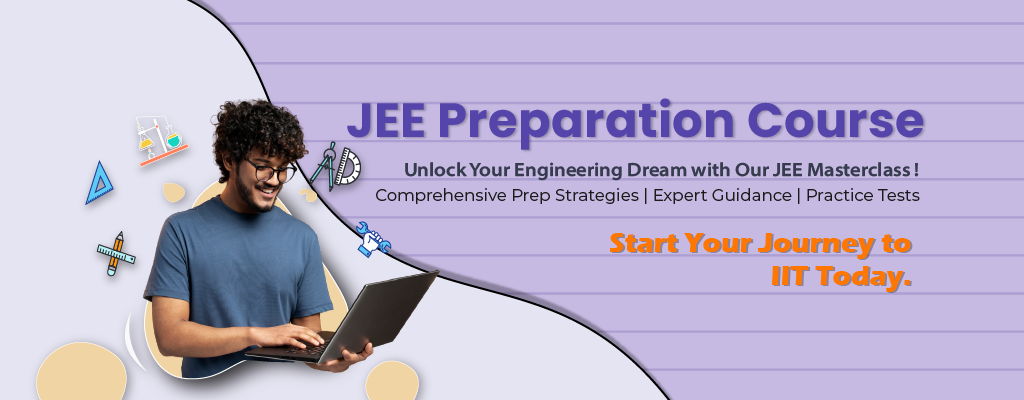 JEE Preparation Course
Unlock Your Engineering Dream with Our JEE Masterclass !
Comprehensive Prep Strategies | Expert Guidance | Practice Tests
Start Your Journey to
IIT Today.